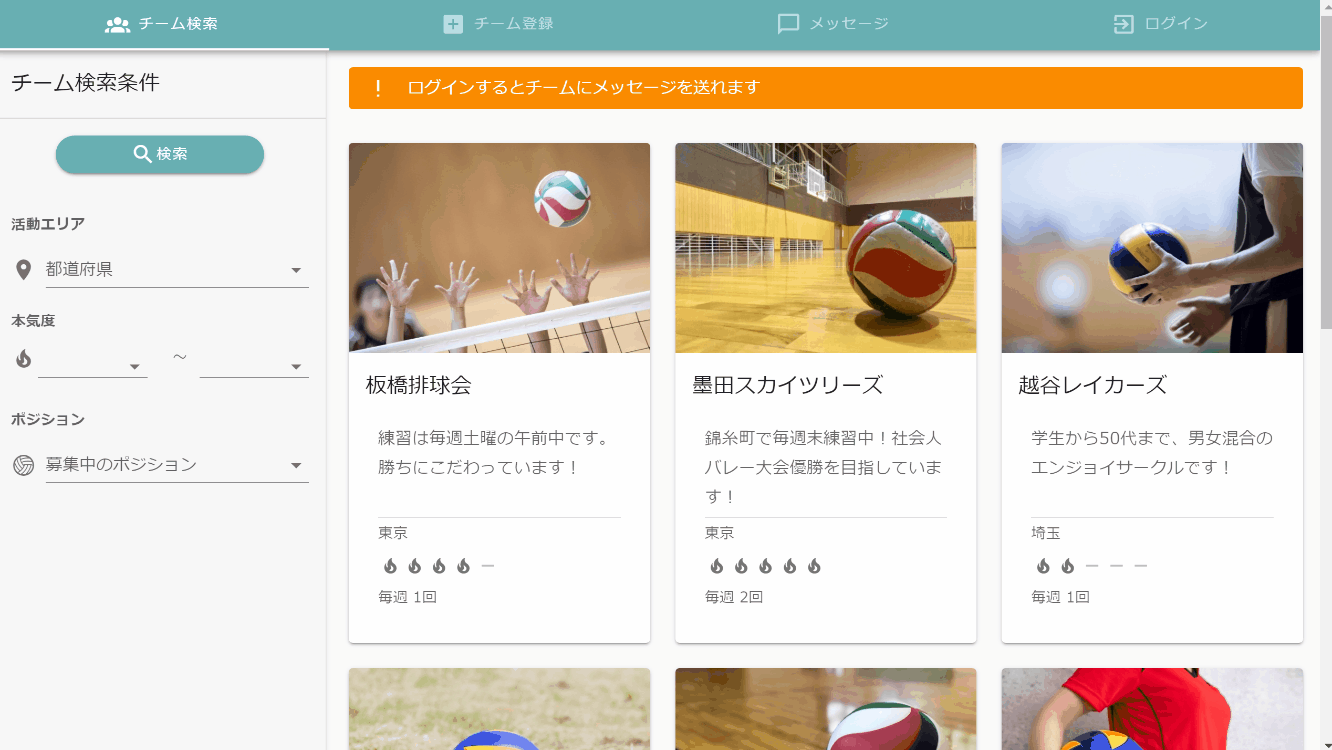 チーム検索
チーム登録
メッセージ
ログイン
チーム検索条件
検索
活動エリア
都道府県
本気度
～
ポジション
募集中のポジション
ログインするとチームにメッセージを送れます
板橋排球会
練習は毎週土曜の午前中です。
勝ちにこだわっています！
東京
毎週 1回
墨田スカイツリーズ
錦糸町で毎週末練習中！社会人
バレー大会優勝を目指していま
す！
東京
毎週 2回
越谷レイカーズ
学生から50代まで、男女混合の
エンジョイサークルです！
埼玉
毎週 1回